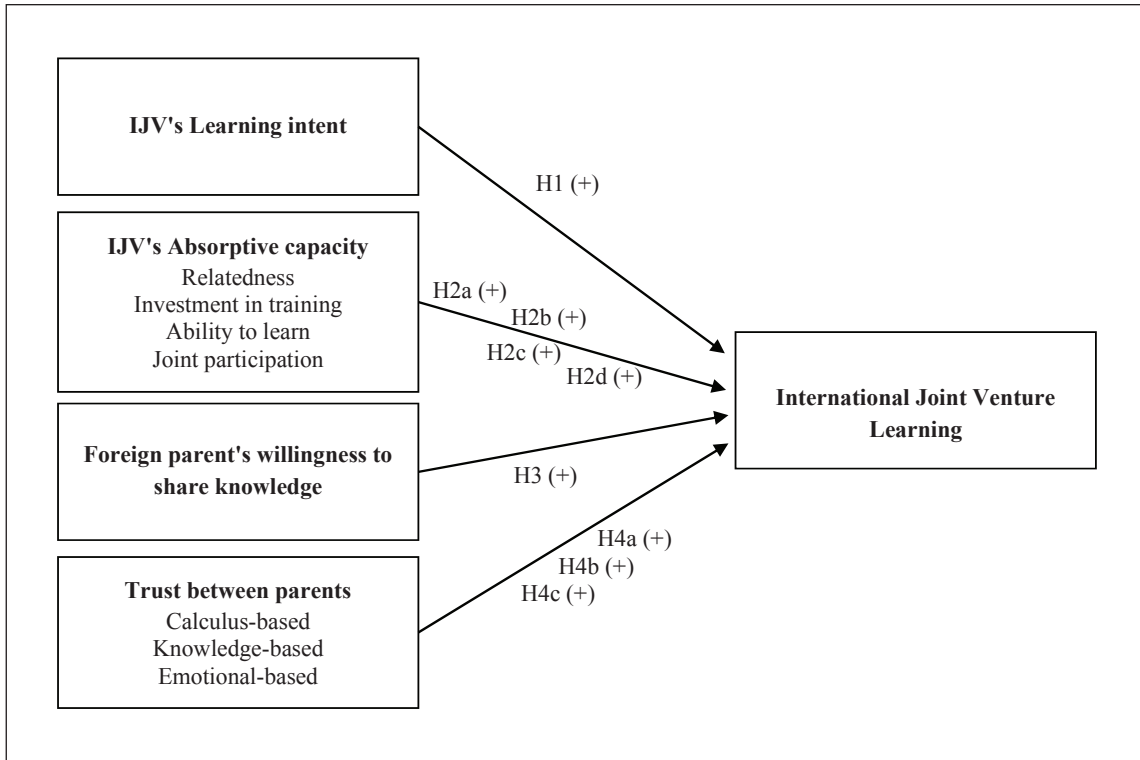 IJV's Learning intent
H1 (+)
IJV's Absorptive capacity
Relatedness
Investment in training
Ability to learn
Joint participation
H2a (+)
H2b (+)
H2c (+)
H2d (+)
International Joint Venture
Learning
Foreign parent's willingness to
share knowledge
H3 (+)
Trust between parents
Calculus-based
Knowledge-based
Emotional-based
H4a (+)
H4b (+)
H4c (+)